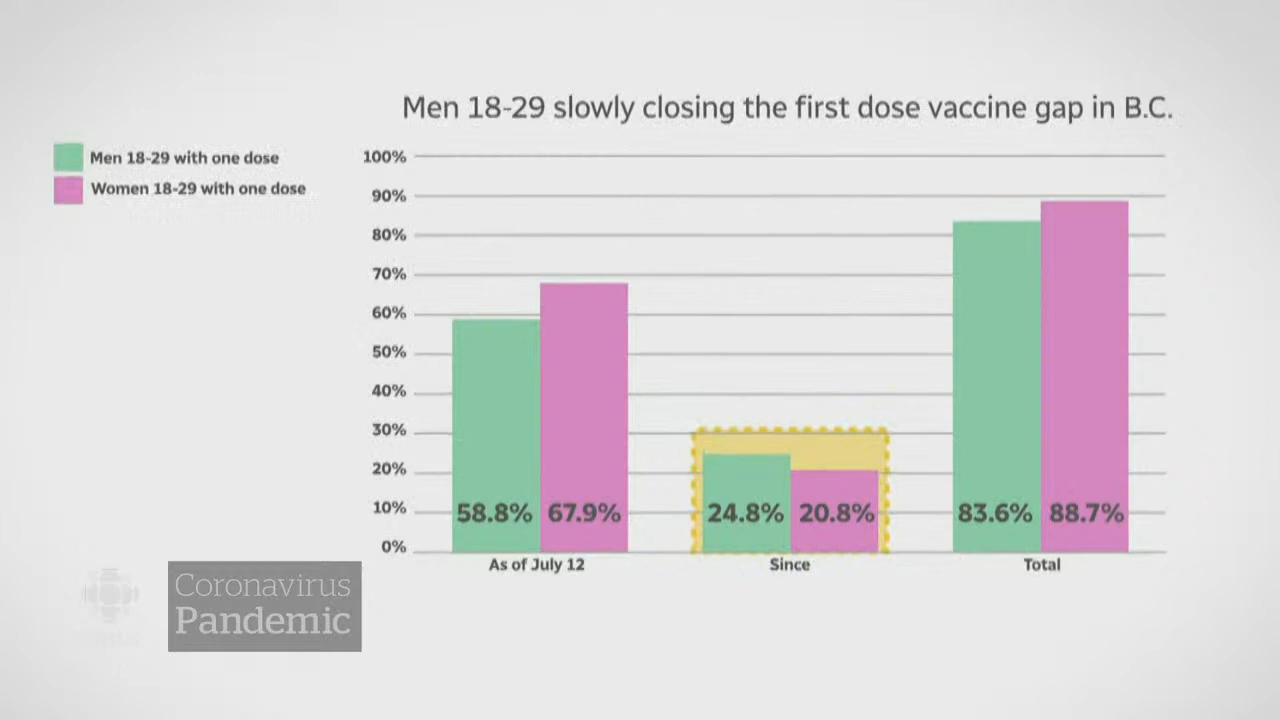 Men 18-29 slowly closing the first dose vaccine gap in B.C.
Men 18-29 with one dose
Women 18-29 with one dose
100%
90%
80%
70%
60%
50%
40%
30%
20%
10%
0%
58.8% 67.9%
24.8% 20.8%
83.6% 88.7%
As of July 12
Since
Total
Coronavirus
Pandemic